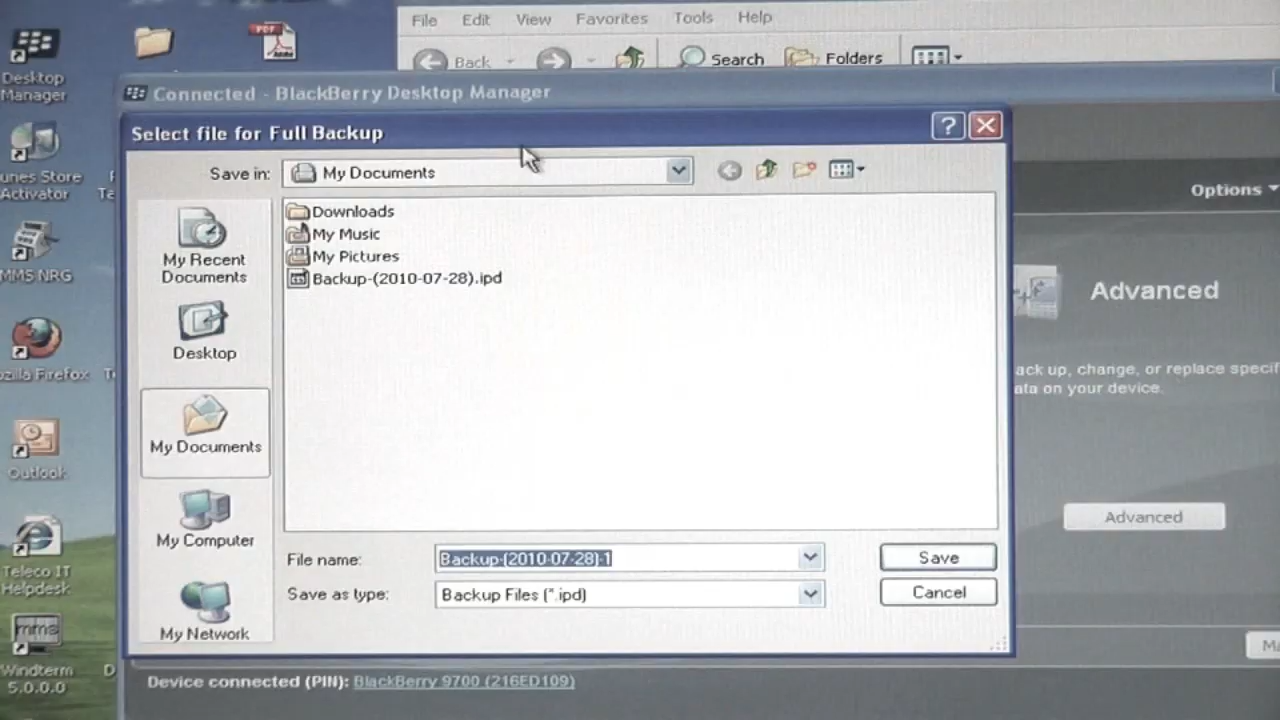 File Edit View Favorites Tools Help
Back Search Folders
PDF
Adobe
Desktop
Manager
Connected - BlackBerry Desktop Manager
Select file for Full Backup
Save in: My Documents
Options
Store
Activator
MMS NRG
Firefox
Outlook
Teleco IT
Helpdesk
mms
Windterm
5.0.0.0
My Recent
Documents
Desktop
My Documents
My Computer
My Network
Downloads
My Music
My Pictures
Backup-(2010-07-28).ipd
File name: Backup-(2010-07-28)-1 Save
Save as type: Backup Files (*.ipd) Cancel
Advanced
up, change, or replace
on your device.
Advanced
Device connected (PIN): BlackBerry 9700 (216ED109)